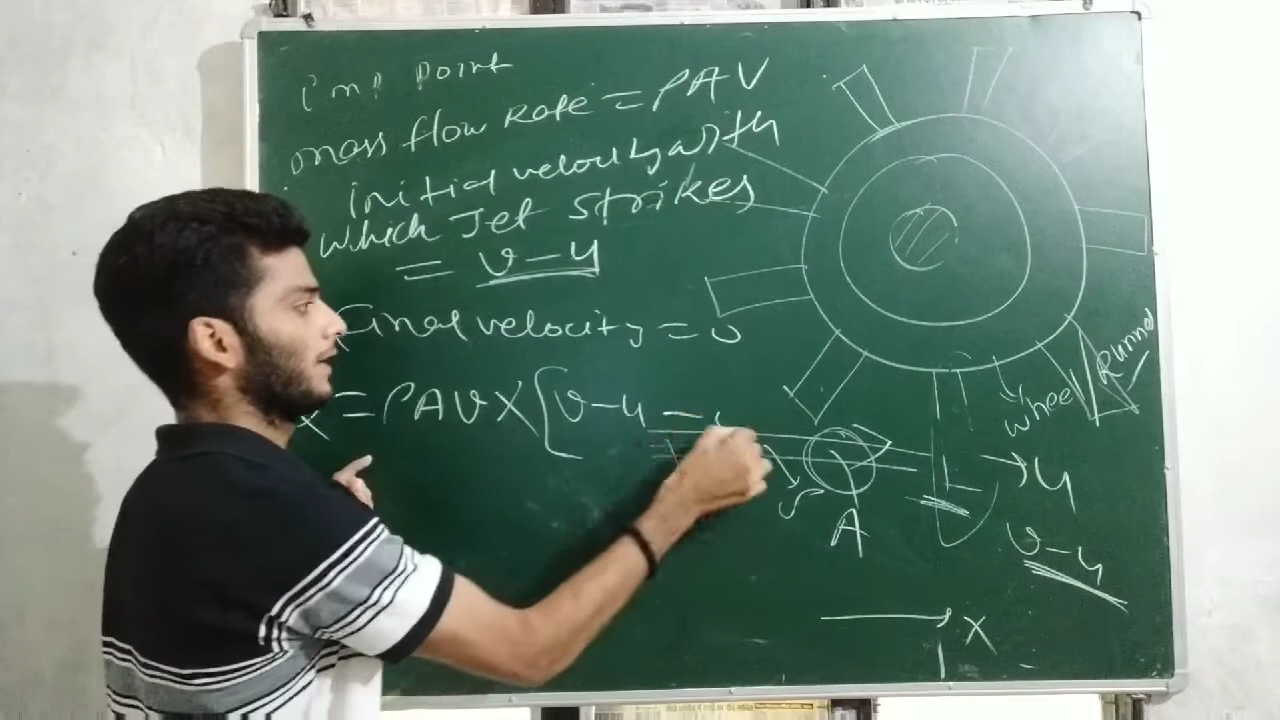 imp Point
mass flow Rate = ρAV
initial velocity with
which Jet strikes
= v-u
final velocity = 0
x = ρAV X [v-u -
Runner
wheel
→ u
v
A
v-u
x